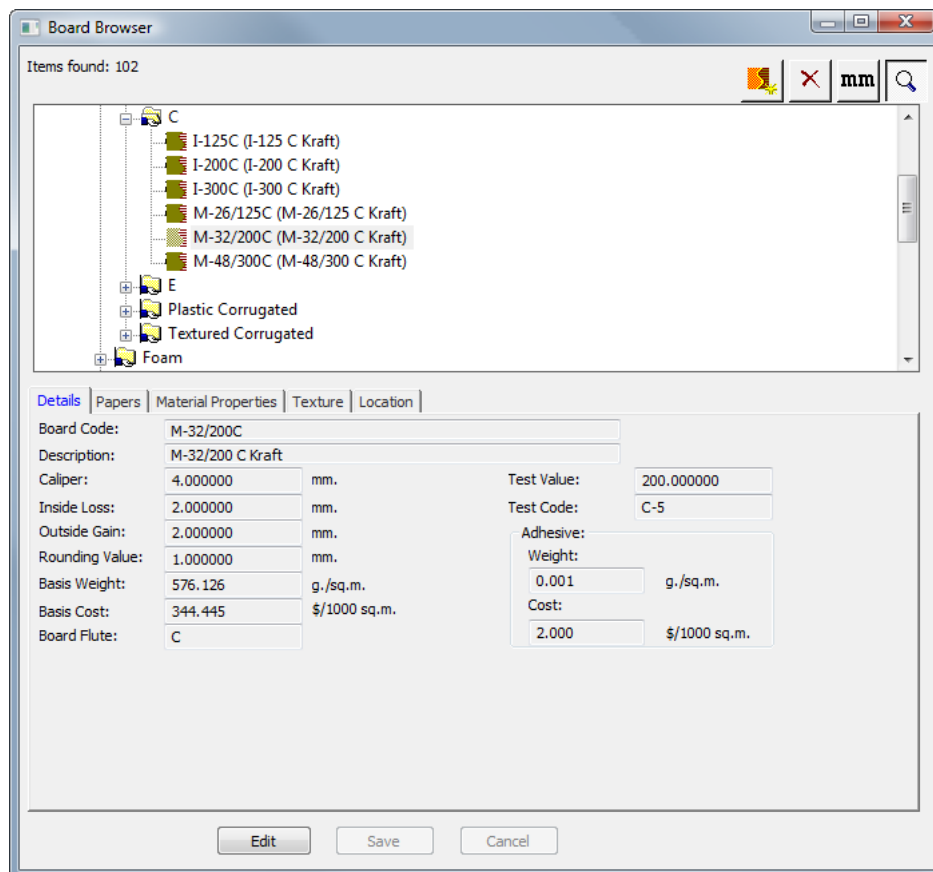 Board Browser
Items found: 102
mm
C
I-125C (I-125 C Kraft)
I-200C (I-200 C Kraft)
I-300C (I-300 C Kraft)
M-26/125C (M-26/125 C Kraft)
M-32/200C (M-32/200 C Kraft)
M-48/300C (M-48/300 C Kraft)
E
Plastic Corrugated
Textured Corrugated
Foam
Details Papers Material Properties Texture Location
Board Code: M-32/200C
Description: M-32/200 C Kraft
Caliper: 4.000000 mm. Test Value: 200.000000
Inside Loss: 2.000000 mm. Test Code: C-5
Outside Gain: 2.000000 mm. Adhesive:
Rounding Value: 1.000000 mm. Weight:
Basis Weight: 576.126 g./sq.m. 0.001 g./sq.m.
Basis Cost: 344.445 $/1000 sq.m. Cost:
Board Flute: C 2.000 $/1000 sq.m.
Edit Save Cancel